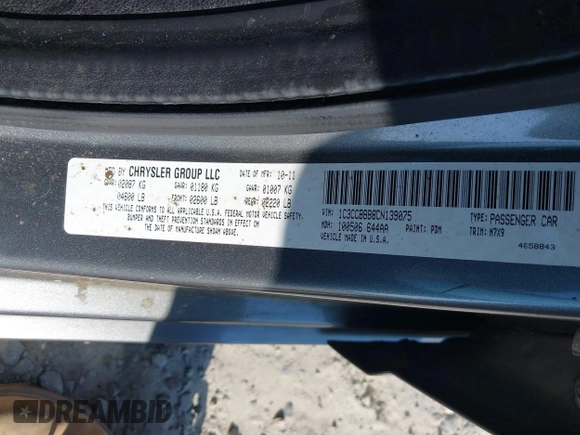 MFD BY CHRYSLER GROUP LLC DATE OF MFR: 10-11
GVWR: 02087 KG GAWR: 01180 KG GAWR: 01007 KG
04600 LB FRONT: 02600 LB REAR: 02220 LB
THIS VEHICLE CONFORMS TO ALL APPLICABLE U.S.A. FEDERAL MOTOR VEHICLE SAFETY,
BUMPER AND THEFT PREVENTION STANDARDS IN EFFECT ON
THE DATE OF MANUFACTURE SHOWN ABOVE.
VIN: 1C3CCBBB8CN139075 TYPE: PASSENGER CAR
MDH: 100506 644AA PAINT: PDM TRIM: M7X9
VEHICLE MADE IN U.S.A. 4658843
DREAMBID